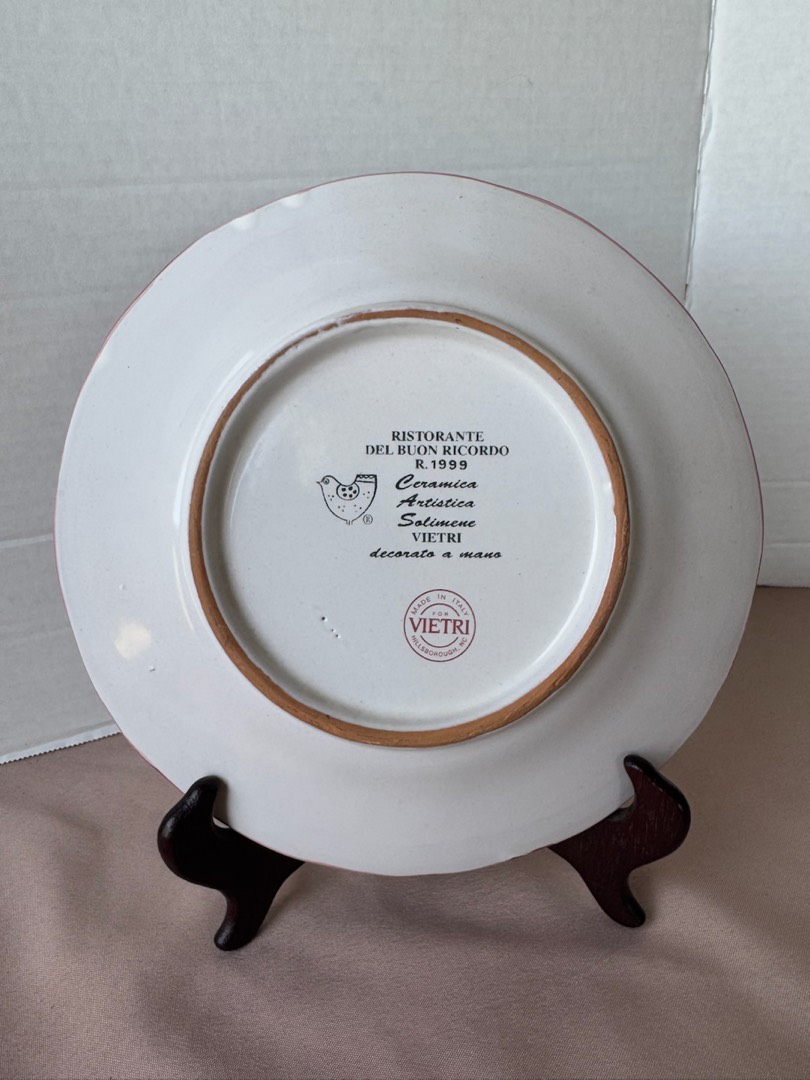 RISTORANTE
DEL BUON RICORDO
R. 1999
Ceramica
Artistica
Solimene
VIETRI
decorato a mano
®
MADE IN ITALY
FOR
VIETRI
HILLSBOROUGH, NC